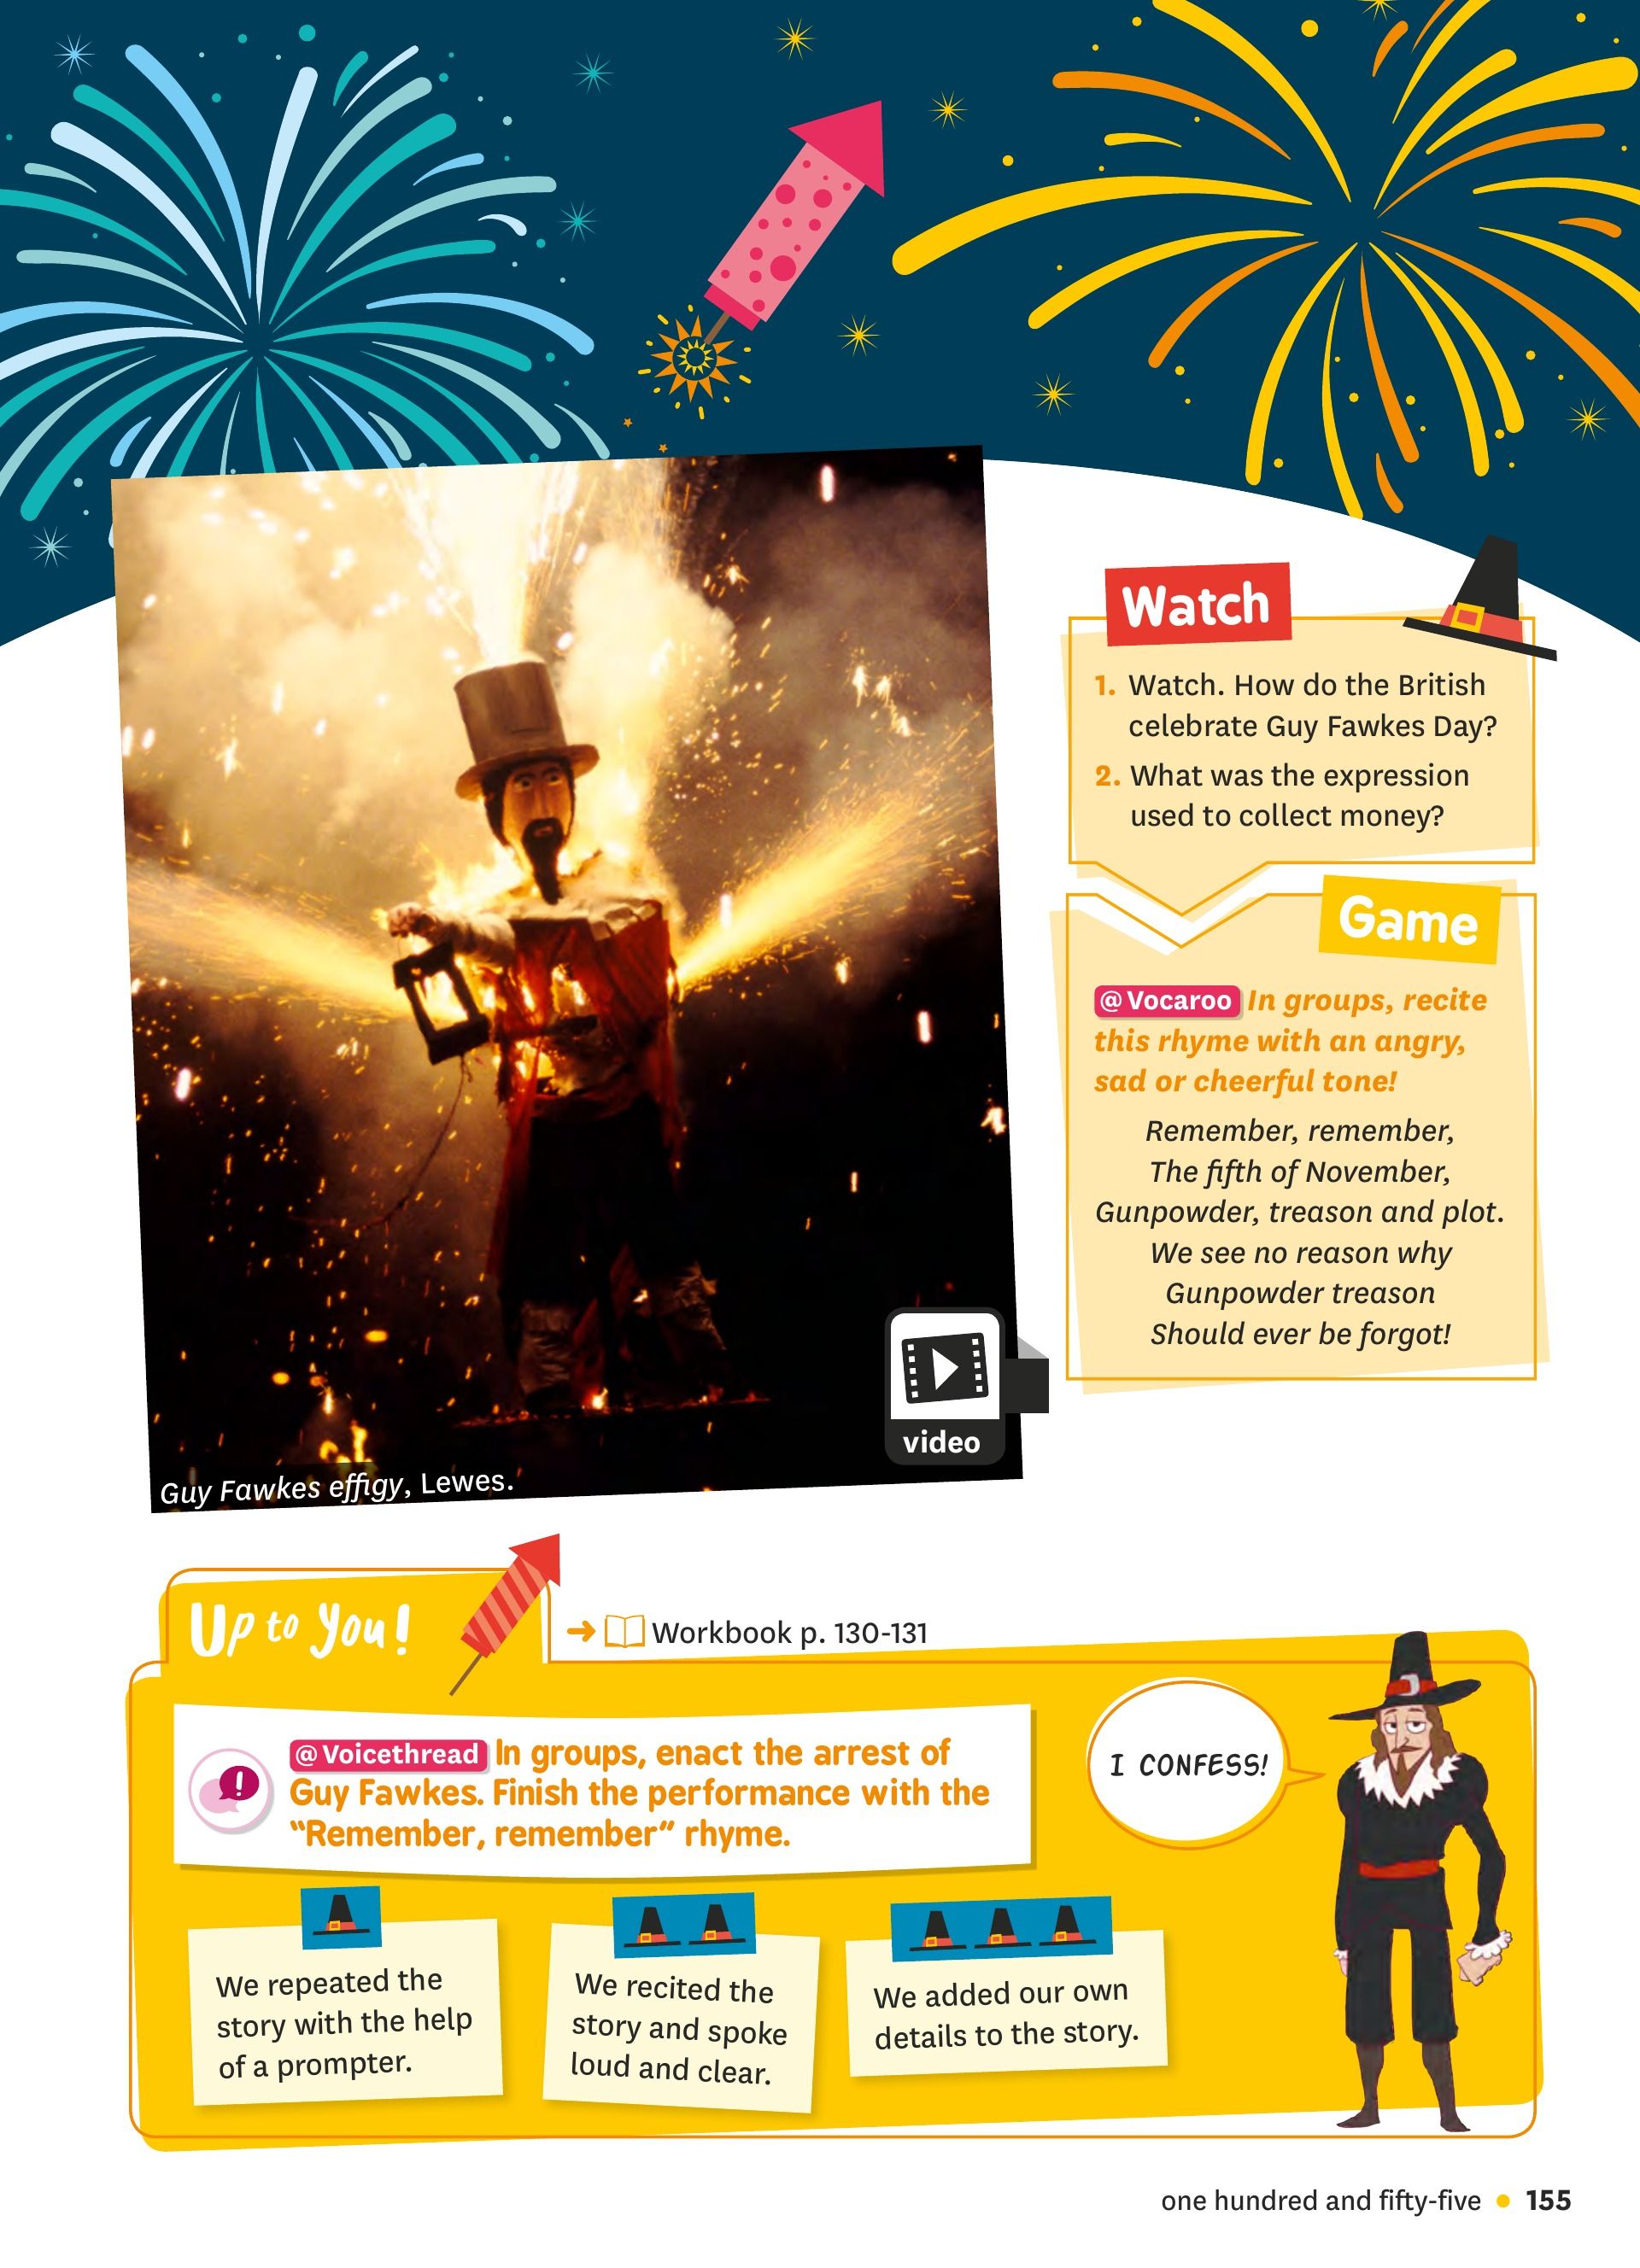 Watch
1. Watch. How do the British
celebrate Guy Fawkes Day?
2. What was the expression
used to collect money?
Game
@Vocaroo In groups, recite
this rhyme with an angry,
sad or cheerful tone!
Remember, remember,
The fifth of November,
Gunpowder, treason and plot.
We see no reason why
Gunpowder treason
Should ever be forgot!
video
Guy Fawkes effigy, Lewes.
Up to You!
Workbook p. 130-131
@Voicethread In groups, enact the arrest of
Guy Fawkes. Finish the performance with the
“Remember, remember” rhyme.
I CONFESS!
We repeated the
story with the help
of a prompter.
We recited the
story and spoke
loud and clear.
We added our own
details to the story.
one hundred and fifty-five • 155